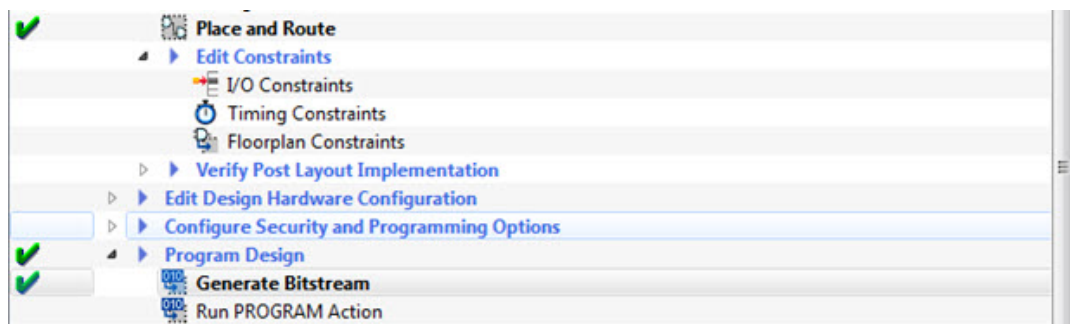 Place and Route
Edit Constraints
I/O Constraints
Timing Constraints
Floorplan Constraints
Verify Post Layout Implementation
Edit Design Hardware Configuration
Configure Security and Programming Options
Program Design
Generate Bitstream
Run PROGRAM Action